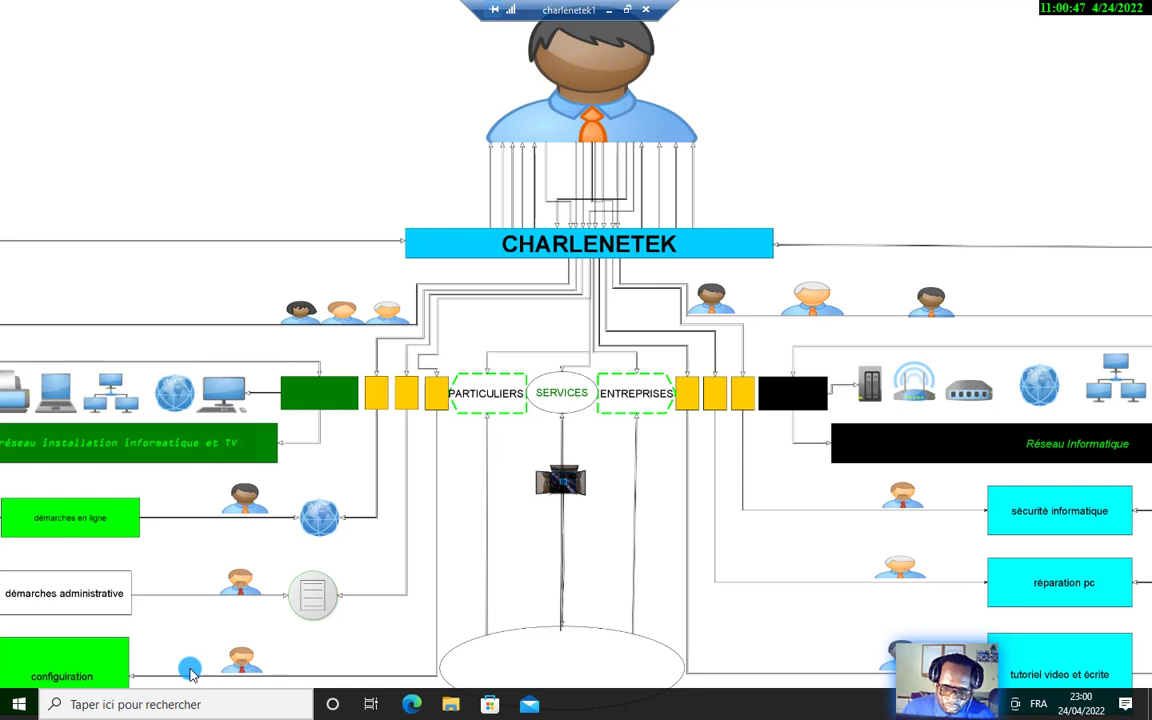 charlenetek1
11:00:47 4/24/2022
CHARLENETEK
PARTICULIERS
SERVICES
ENTREPRISES
réseau installation informatique et TV
Réseau Informatique
démarches en ligne
sécurité informatique
démarches administrative
réparation pc
configuiration
tutoriel video et écrite
Taper ici pour rechercher
FRA
23:00
24/04/2022